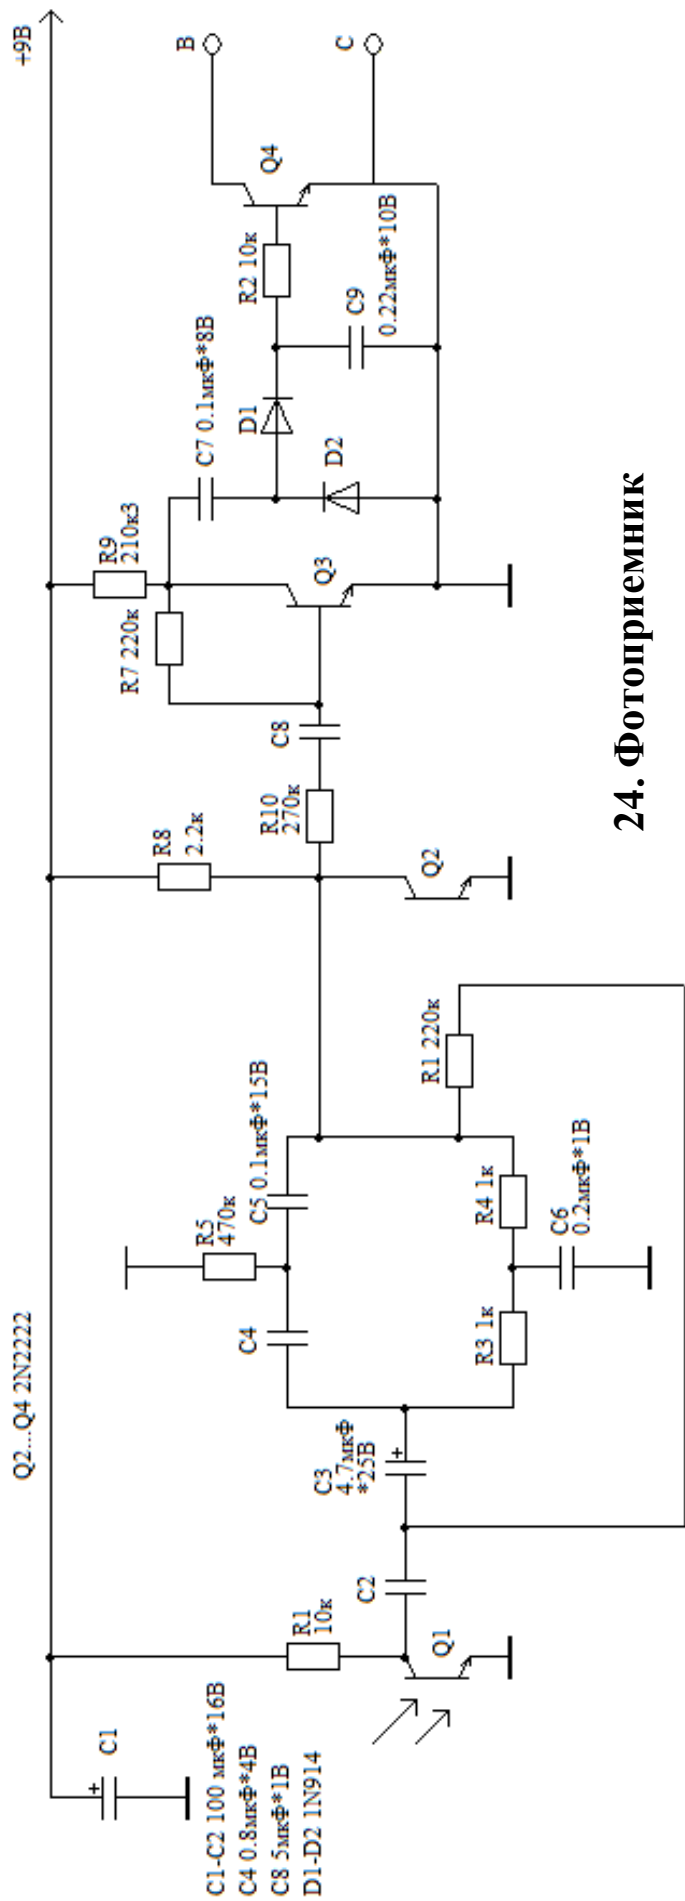 Q2...Q4 2N2222
+9В
C1
R1
10к
Q1
C2
C3
4.7мкФ
*25В
C4
R5
470к
C5 0.1мкФ*15В
R3 1к
R4 1к
C6
0.2мкФ*1В
R1 220к
R8
2.2к
Q2
R10
270к
C8
R7 220к
R9
210к3
Q3
C7 0.1мкФ*8В
D1
D2
R2 10к
C9
0.22мкФ*10В
Q4
В
С
C1-C2 100 мкФ*16В
C4 0.8мкФ*4В
C8 5мкФ*1В
D1-D2 1N914
24. Фотоприемник